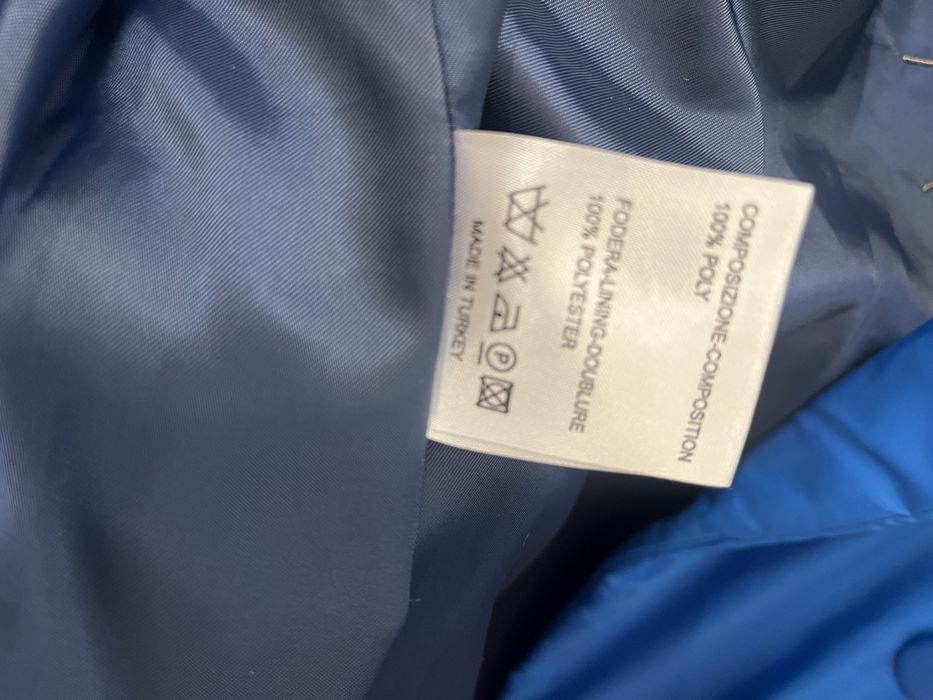 COMPOSIZIONE-COMPOSITION
100% POLY
FODERA-LINING-DOUBLURE
100% POLYESTER
P
MADE IN TURKEY